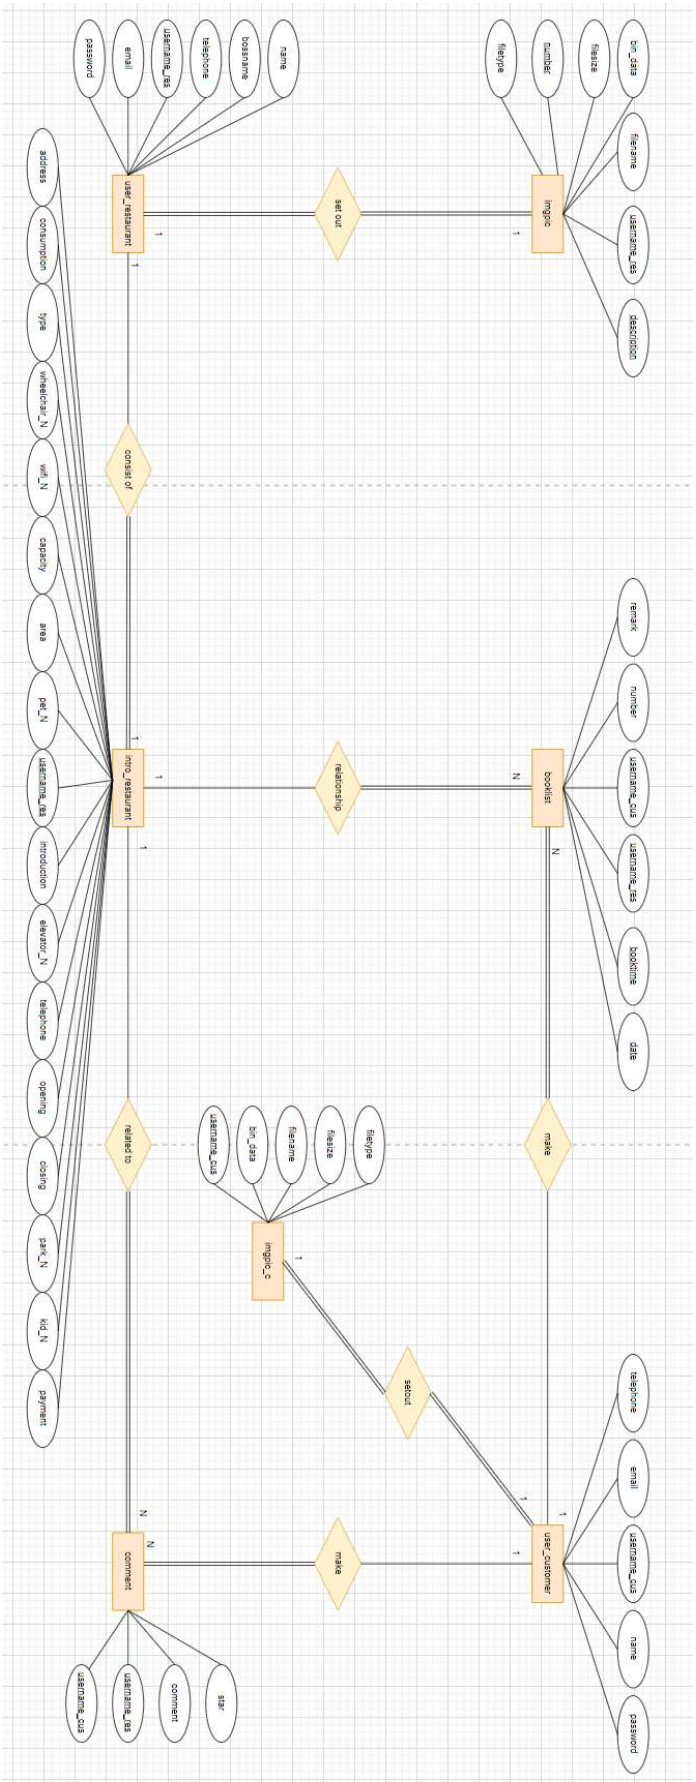 bin_data
filename
username_res
description
remark
number
username_cus
username_res
booktime
date
telephone
email
username_cus
name
password
filesize
number
filetype
imgpic
booklist
make
user_customer
1
N
N
1
1
1
set out
relationship
setout
make
filetype
filesize
filename
bin_data
username_cus
imgpic_c
1
name
bossname
telephone
username_res
email
password
1
1
1
1
1
N
N
user_restaurant
consist of
intro_restaurant
related to
comment
star
comment
username_res
username_cus
address
consumption
type
wheelchair_N
wifi_N
capacity
area
pet_N
username_res
introduction
elevator_N
telephone
opening
closing
park_N
kid_N
payment